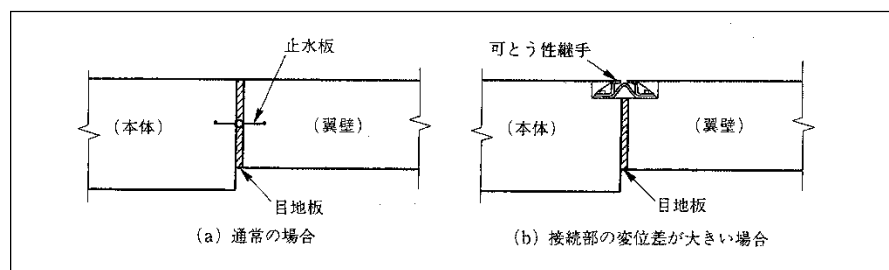 止水板
(本体)
(翼壁)
目地板
(a) 通常の場合
可とう性継手
(本体)
(翼壁)
目地板
(b) 接続部の変位差が大きい場合